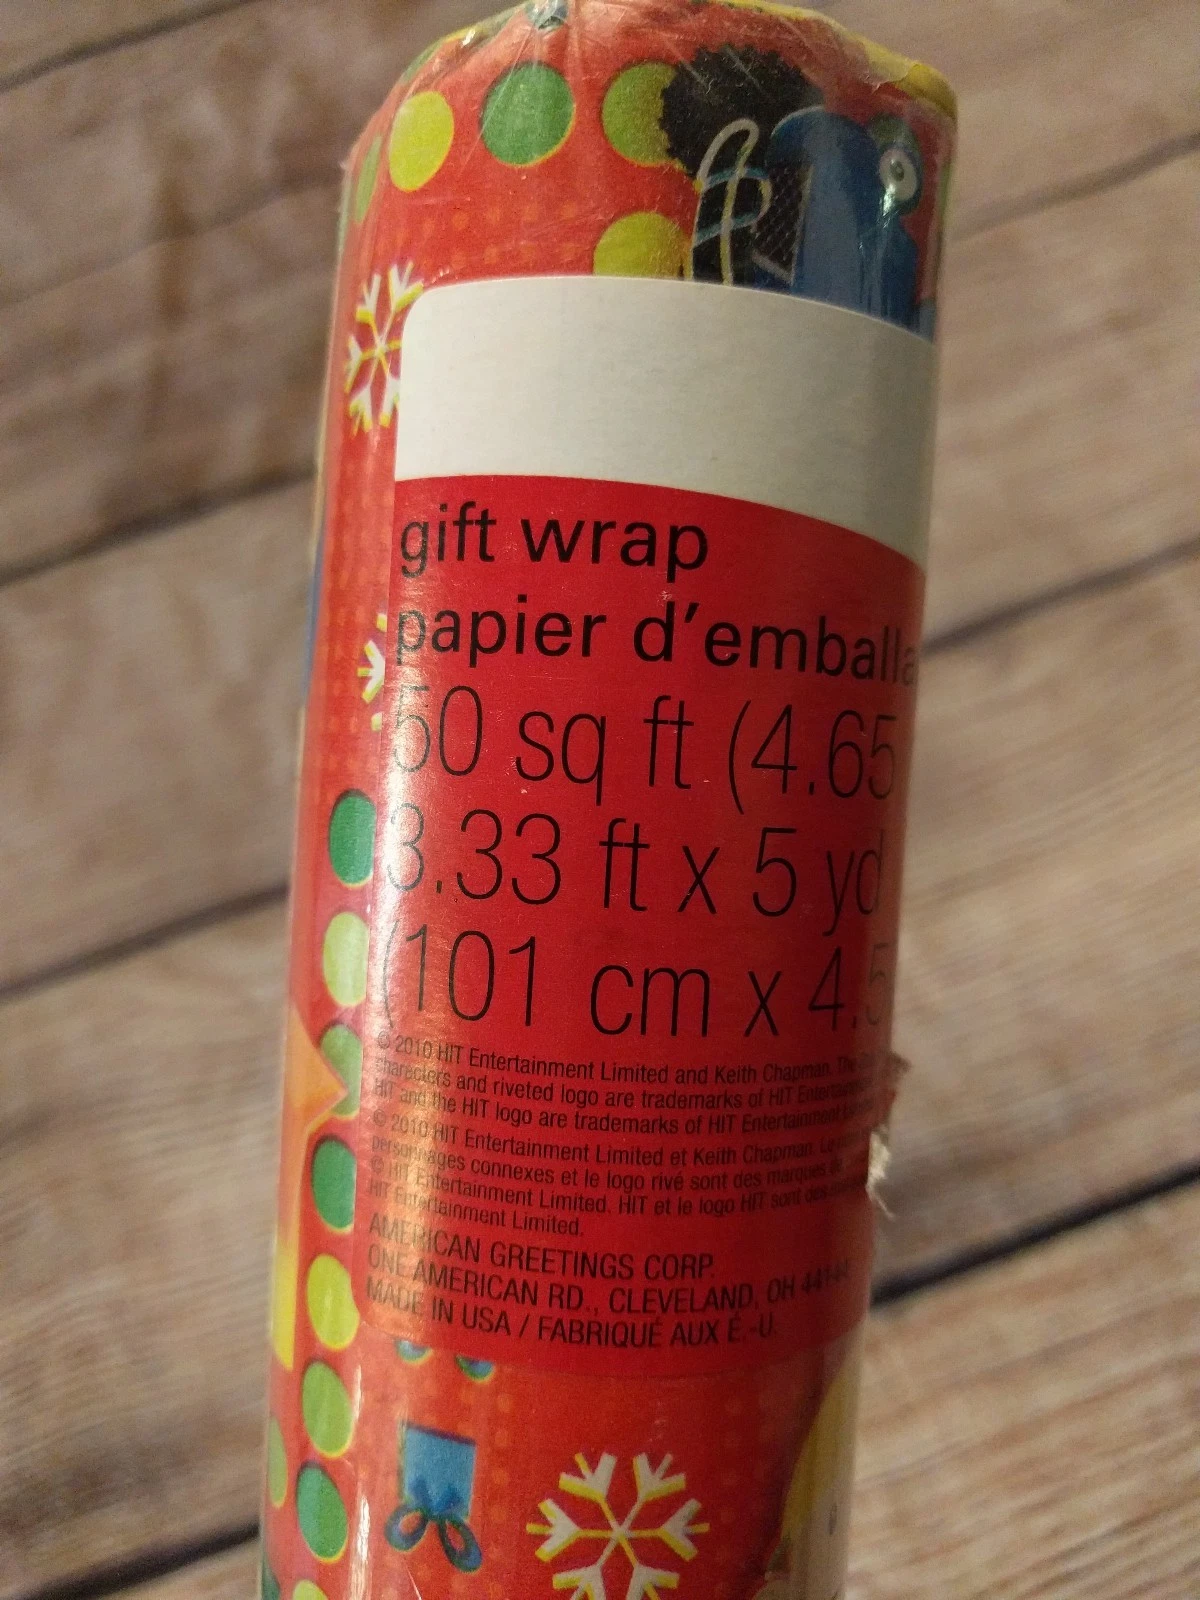 gift wrap
papier d'emballa
50 sq ft (4.65
3.33 ft x 5 yd
(101 cm x 4.5
© 2010 HIT Entertainment Limited and Keith Chapman. The
characters and riveted logo are trademarks of HIT
HIT and the HIT logo are trademarks of HIT Entertainment
© 2010 HIT Entertainment Limited et Keith Chapman. Le
personnages connexes et le logo rivé sont des marques
© HIT Entertainment Limited. HIT et le logo HIT sont des
HIT Entertainment Limited.
AMERICAN GREETINGS CORP.
ONE AMERICAN RD., CLEVELAND, OH 44144
MADE IN USA / FABRIQUÉ AUX É.-U.